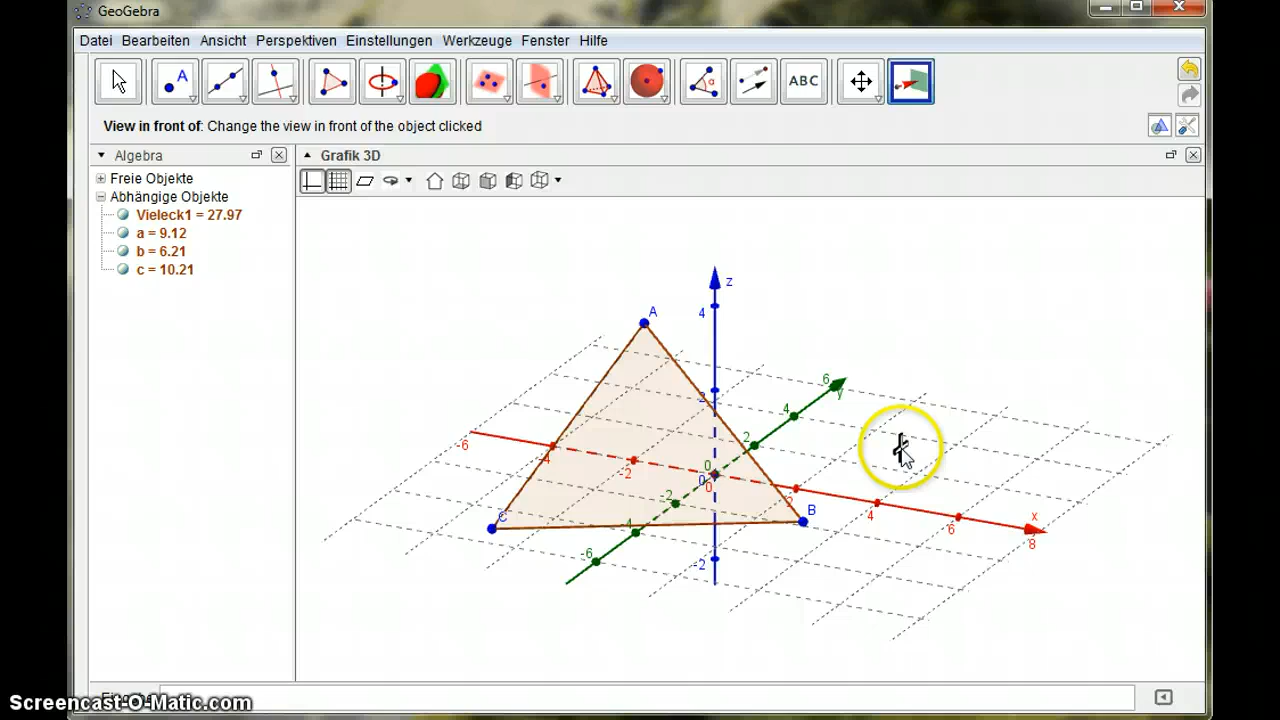 GeoGebra
Datei Bearbeiten Ansicht Perspektiven Einstellungen Werkzeuge Fenster Hilfe
A
α
ABC
View in front of: Change the view in front of the object clicked
Algebra
Grafik 3D
Freie Objekte
Abhängige Objekte
Vieleck1 = 27.97
a = 9.12
b = 6.21
c = 10.21
z
4
A
6
y
2
4
-6
2
-4
-2
0
0
0
-2
2
C
B
4
x
4
6
8
-6
-2
Screencast-O-Matic.com